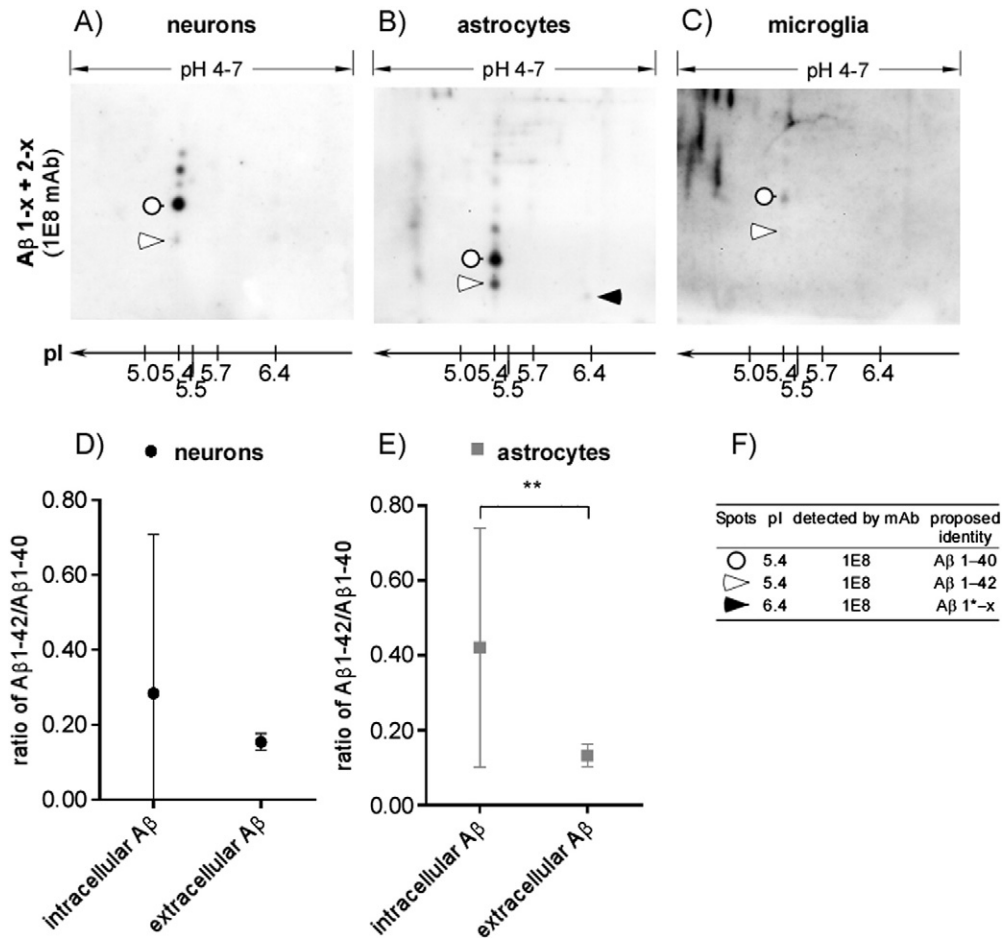 A) neurons
pH 4-7
B) astrocytes
pH 4-7
C) microglia
pH 4-7
Aβ 1-x + 2-x
(1E8 mAb)
pI
5.0 5.4 5.5 5.7 6.4
5.0 5.4 5.5 5.7 6.4
5.0 5.4 5.5 5.7 6.4
D) neurons
ratio of Aβ1-42/Aβ1-40
0.80
0.60
0.40
0.20
0.00
intracellular Aβ
extracellular Aβ
E) astrocytes
**
ratio of Aβ1-42/Aβ1-40
0.80
0.60
0.40
0.20
0.00
intracellular Aβ
extracellular Aβ
F)
Spots pI detected by mAb proposed
identity
5.4 1E8 Aβ 1–40
5.4 1E8 Aβ 1–42
6.4 1E8 Aβ 1*–x